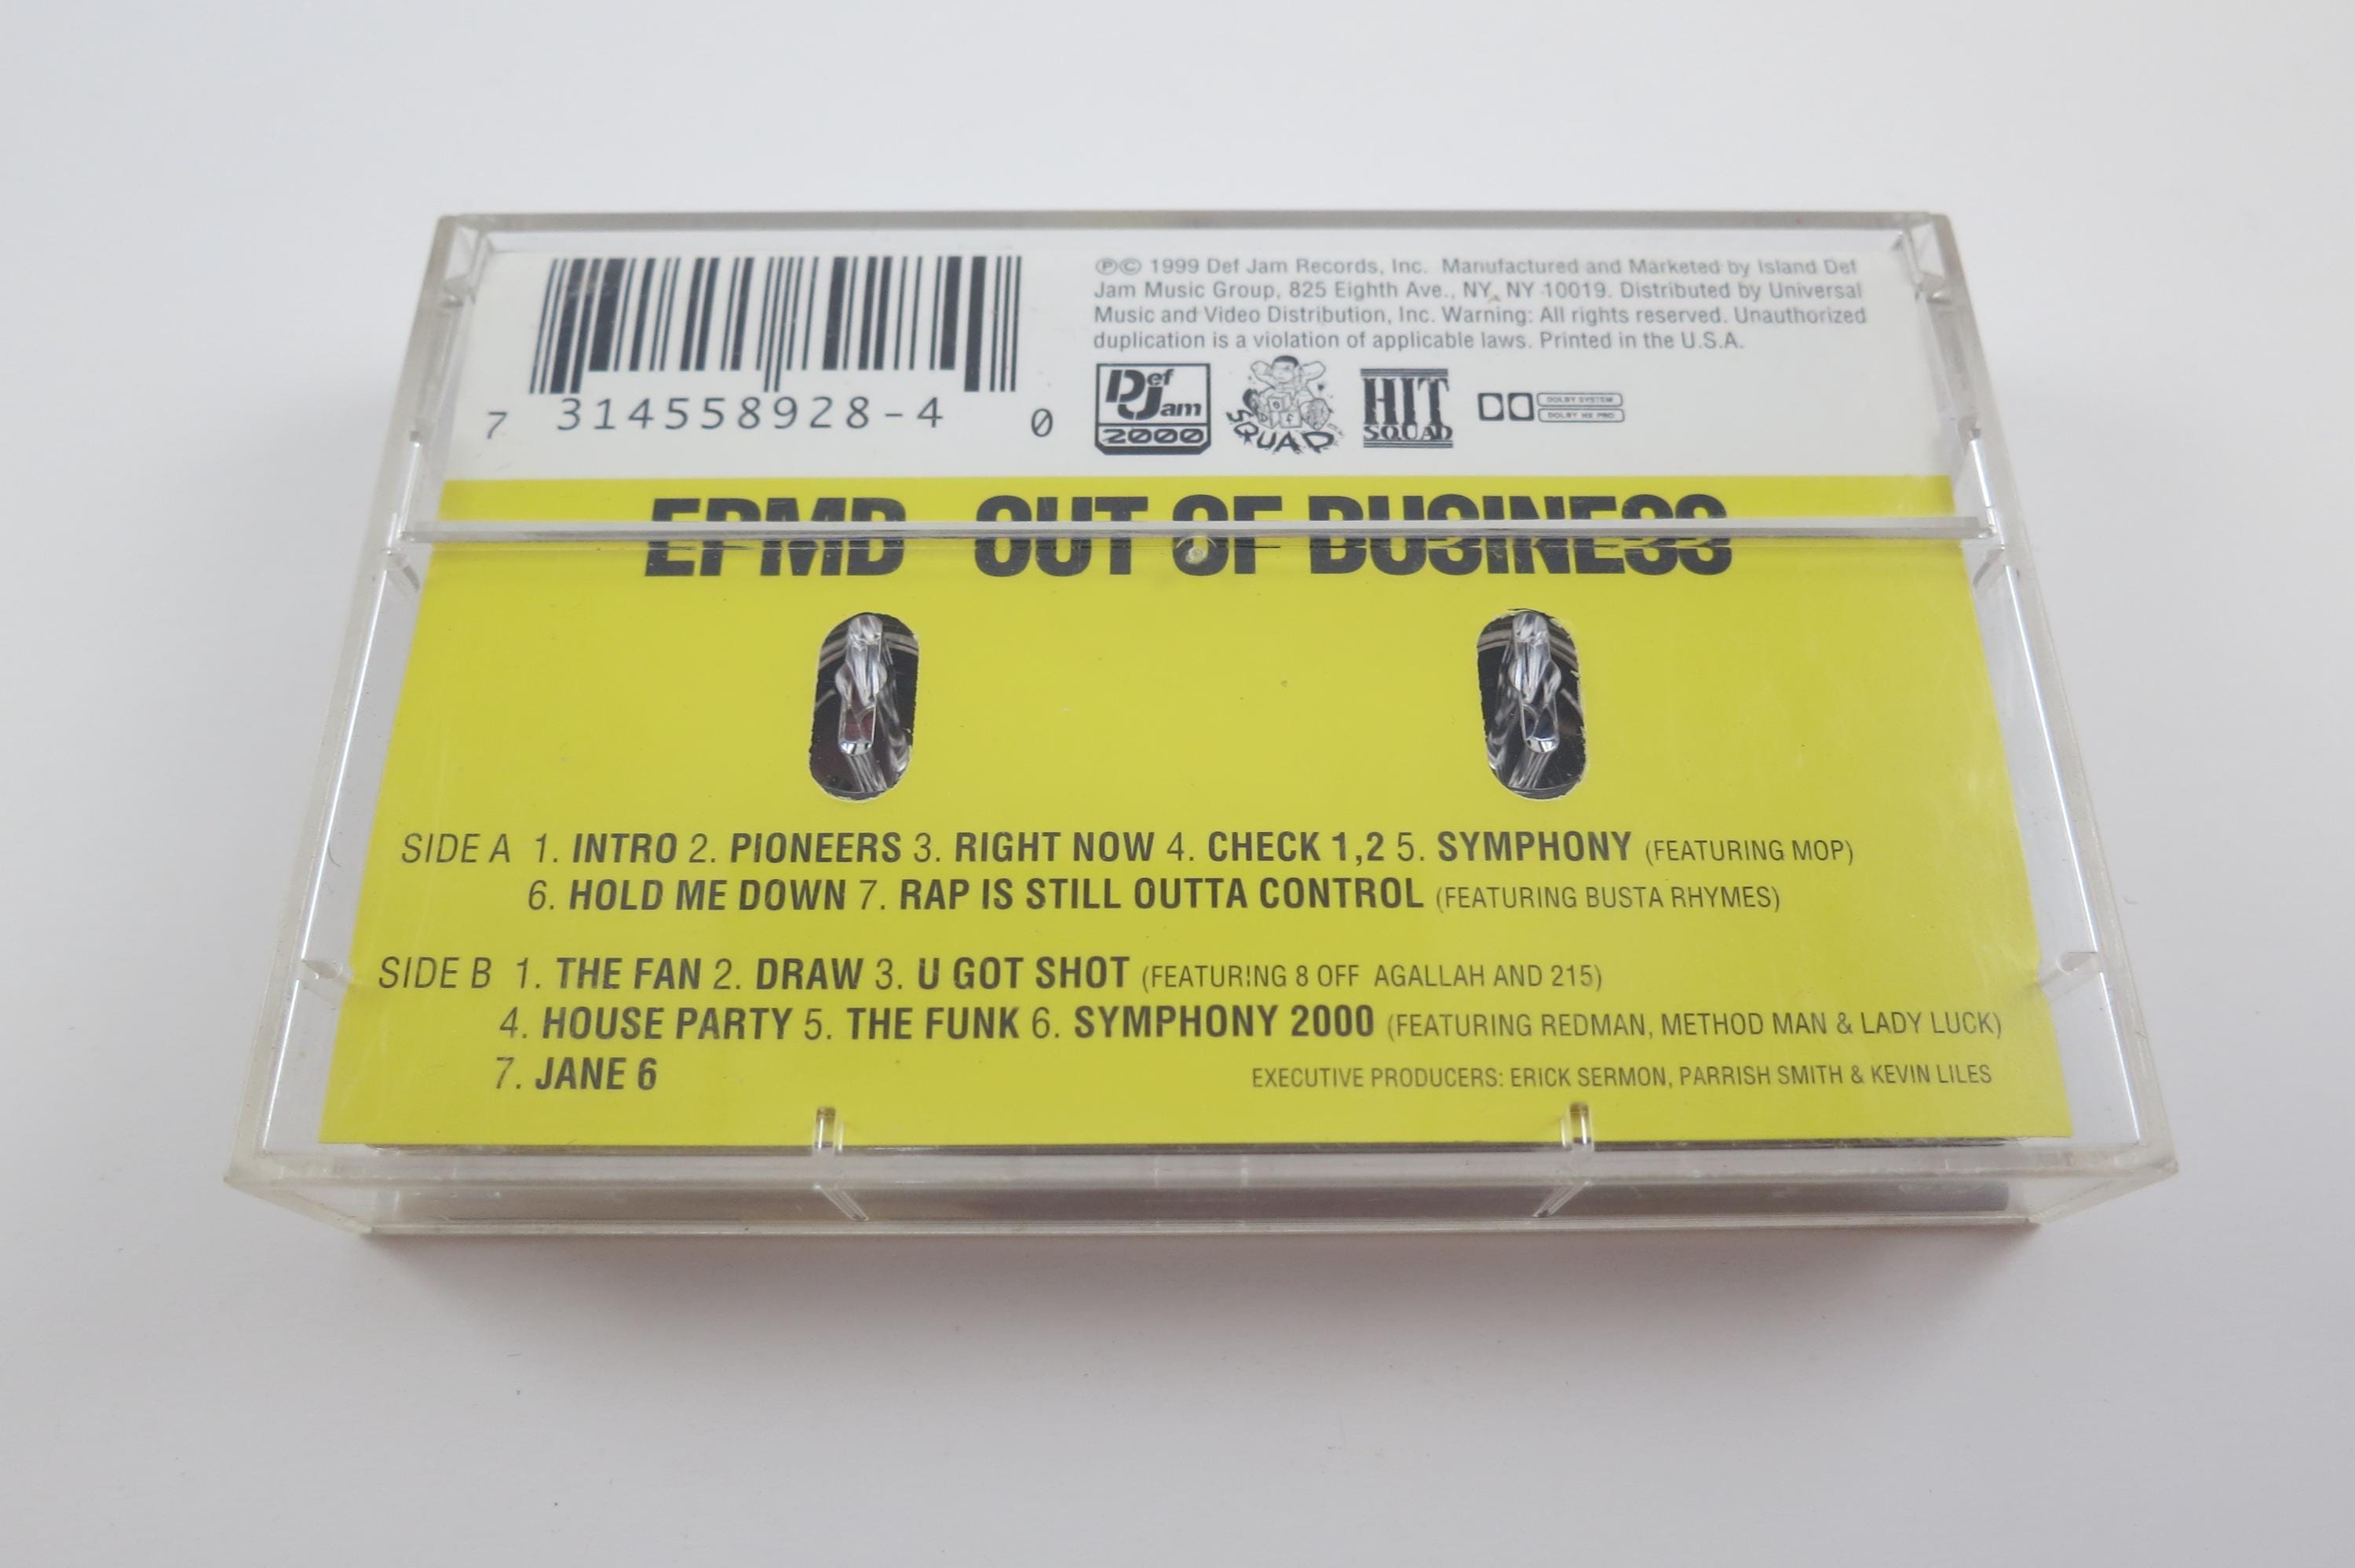 7 314558928-4 0
℗© 1999 Def Jam Records, Inc. Manufactured and Marketed by Island Def
Jam Music Group, 825 Eighth Ave., NY, NY 10019. Distributed by Universal
Music and Video Distribution, Inc. Warning: All rights reserved. Unauthorized
duplication is a violation of applicable laws. Printed in the U.S.A.
Def Jam 2000
SQUAD
HIT SQUAD
DOLBY SYSTEM
DOLBY HX PRO
EPMD OUT OF BUSINESS
SIDE A 1. INTRO 2. PIONEERS 3. RIGHT NOW 4. CHECK 1,2 5. SYMPHONY (FEATURING MOP)
6. HOLD ME DOWN 7. RAP IS STILL OUTTA CONTROL (FEATURING BUSTA RHYMES)
SIDE B 1. THE FAN 2. DRAW 3. U GOT SHOT (FEATURING 8 OFF AGALLAH AND 215)
4. HOUSE PARTY 5. THE FUNK 6. SYMPHONY 2000 (FEATURING REDMAN, METHOD MAN & LADY LUCK)
7. JANE 6
EXECUTIVE PRODUCERS: ERICK SERMON, PARRISH SMITH & KEVIN LILES